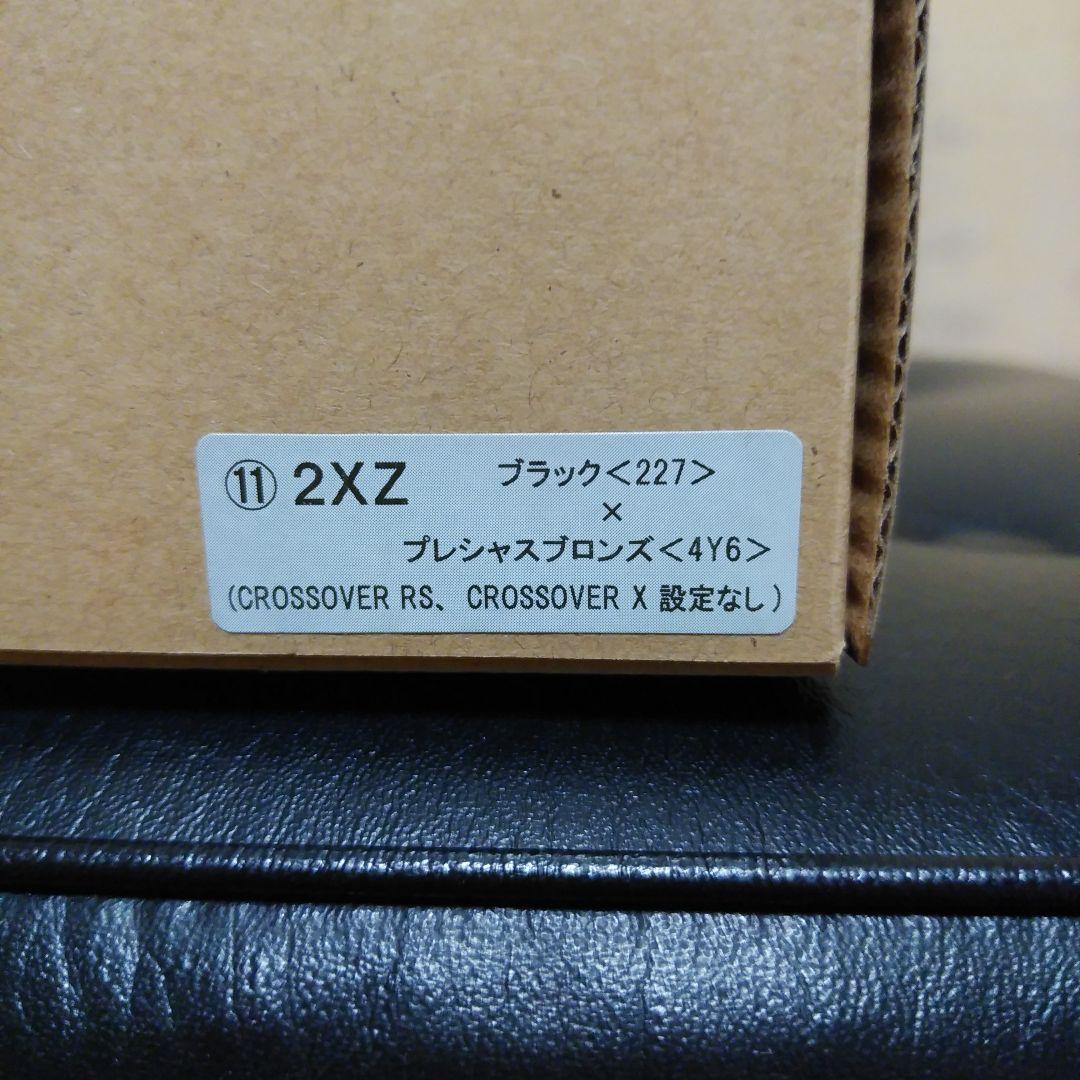 ⑪ 2XZ ブラック<227>
×
プレシャスブロンズ<4Y6>
(CROSSOVER RS、CROSSOVER X 設定なし)